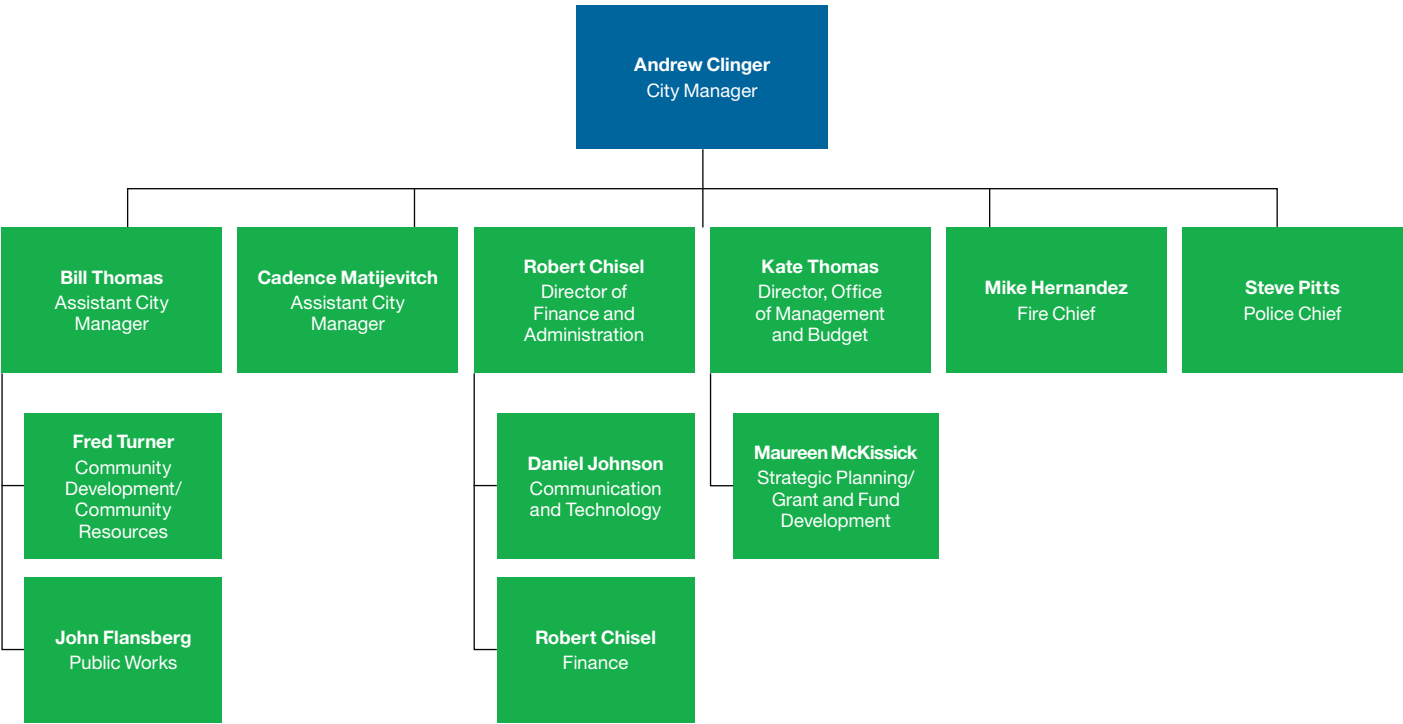 Andrew Clinger
City Manager
Bill Thomas
Assistant City
Manager
Cadence Matijevitch
Assistant City
Manager
Robert Chisel
Director of
Finance and
Administration
Kate Thomas
Director, Office
of Management
and Budget
Mike Hernandez
Fire Chief
Steve Pitts
Police Chief
Fred Turner
Community
Development/
Community
Resources
Daniel Johnson
Communication
and Technology
Maureen McKissick
Strategic Planning/
Grant and Fund
Development
John Flansberg
Public Works
Robert Chisel
Finance